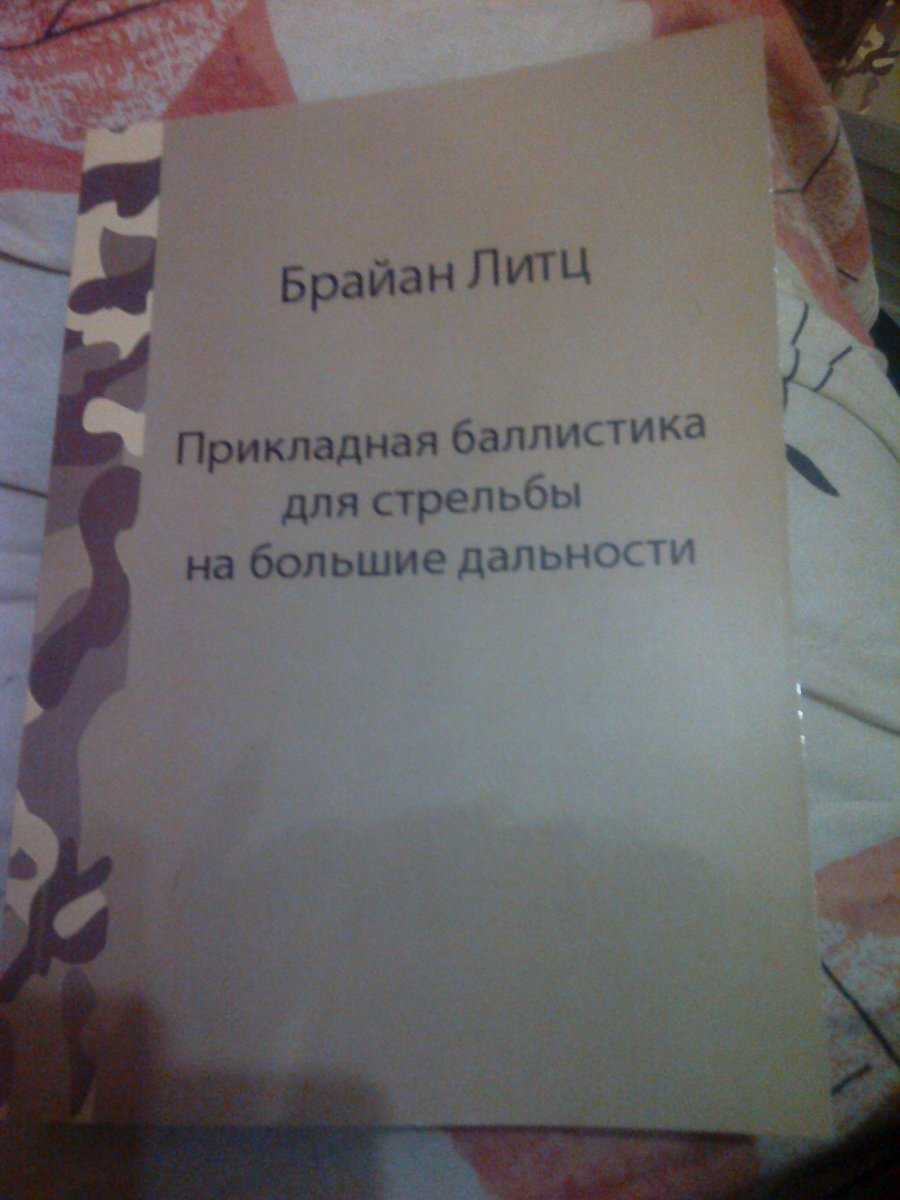 Брайан Литц
Прикладная баллистика
для стрельбы
на большие дальности